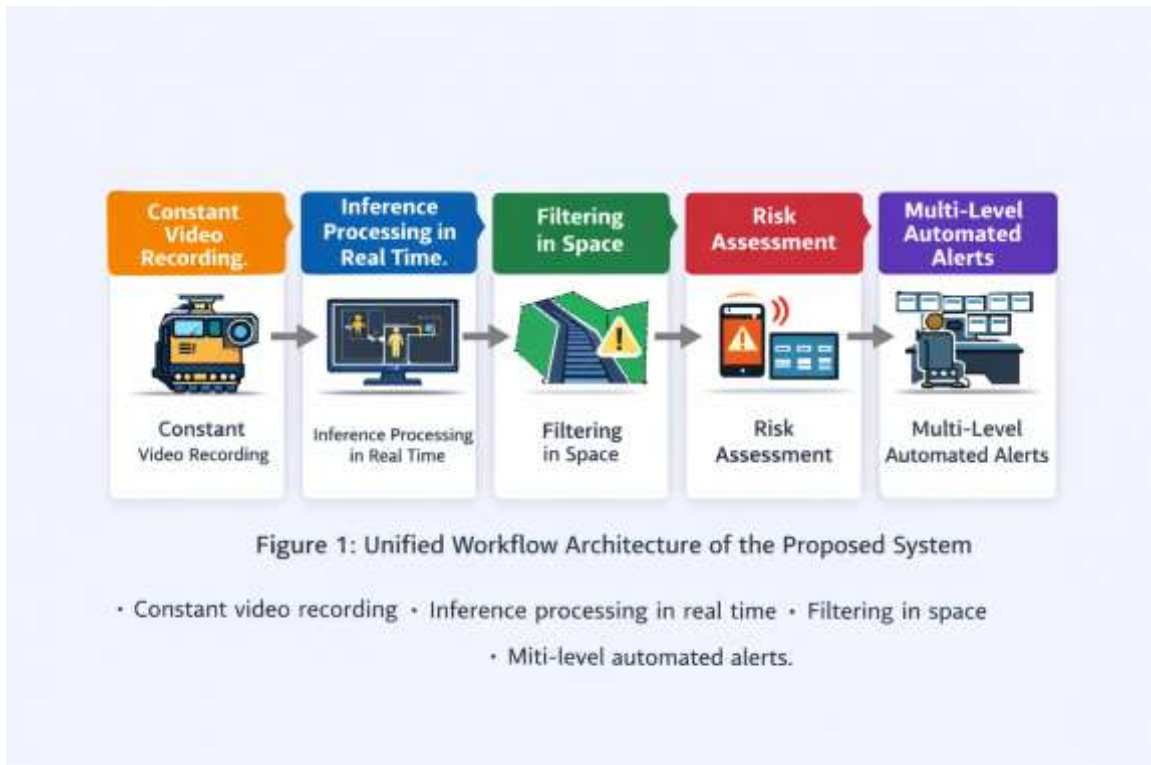 Constant
Video
Recording.
Inference
Processing in
Real Time.
Filtering
in Space
Risk
Assessment
Multi-Level
Automated
Alerts
Constant
Video Recording
Inference Processing
in Real Time
Filtering
in Space
Risk
Assessment
Multi-Level
Automated Alerts
Figure 1: Unified Workflow Architecture of the Proposed System
• Constant video recording • Inference processing in real time • Filtering in space
• Miti-level automated alerts.